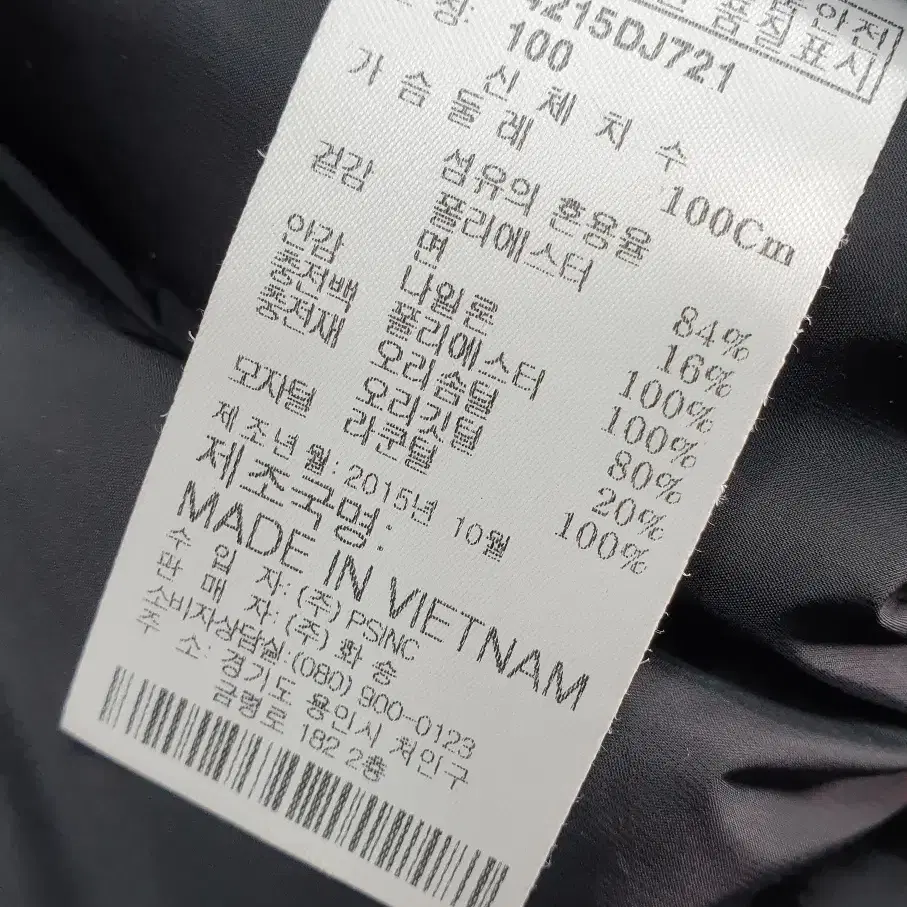 품질표시
4215DJ721
칭: 100
신 체 치 수
가 슴 둘 레 100Cm
섬유의 혼용율
겉감 폴리에스터 84%
면 16%
안감 나일론 100%
충전백 폴리에스터 100%
충전재 오리솜털 80%
오리깃털 20%
모자털 라쿤털 100%
제 조년 월: 2015년 10월
제조국명:
MADE IN VIETNAM
수 입 자: (주) PSINC
판 매 자: (주) 화 승
소비자상담실:(080) 900-0123
주 소: 경기도 용인시 처인구
금령로 182 2층